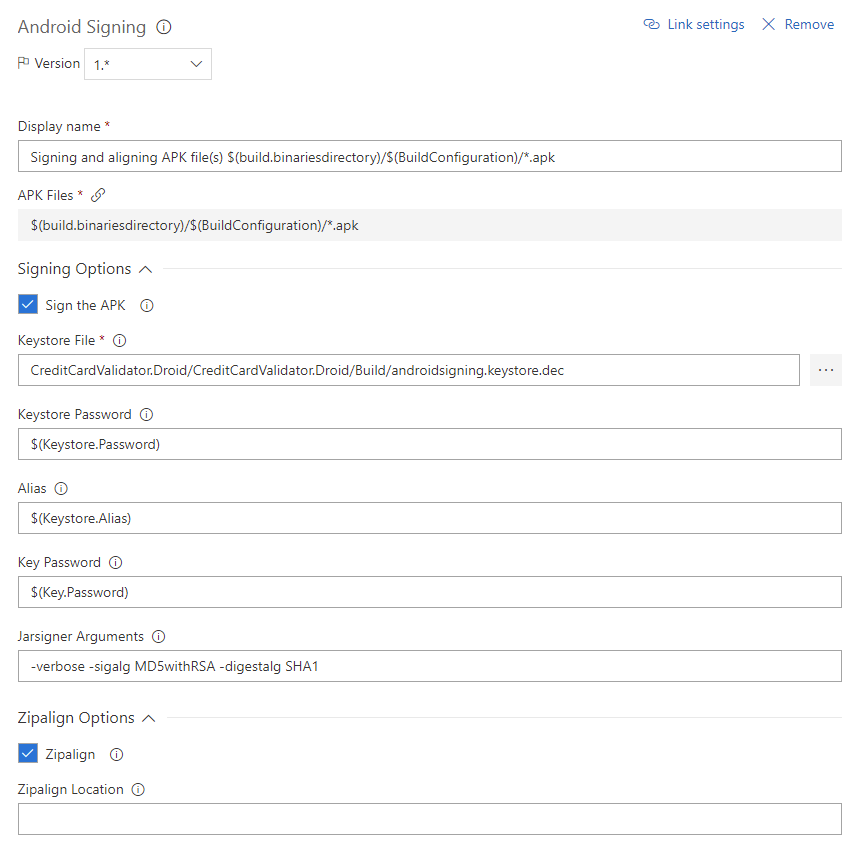 Android Signing
Link settings Remove
Version 1.*
Display name *
Signing and aligning APK file(s) $(build.binariesdirectory)/$(BuildConfiguration)/*.apk
APK Files *
$(build.binariesdirectory)/$(BuildConfiguration)/*.apk
Signing Options
Sign the APK
Keystore File *
CreditCardValidator.Droid/CreditCardValidator.Droid/Build/androidsigning.keystore.dec
...
Keystore Password
$(Keystore.Password)
Alias
$(Keystore.Alias)
Key Password
$(Key.Password)
Jarsigner Arguments
-verbose -sigalg MD5withRSA -digestalg SHA1
Zipalign Options
Zipalign
Zipalign Location